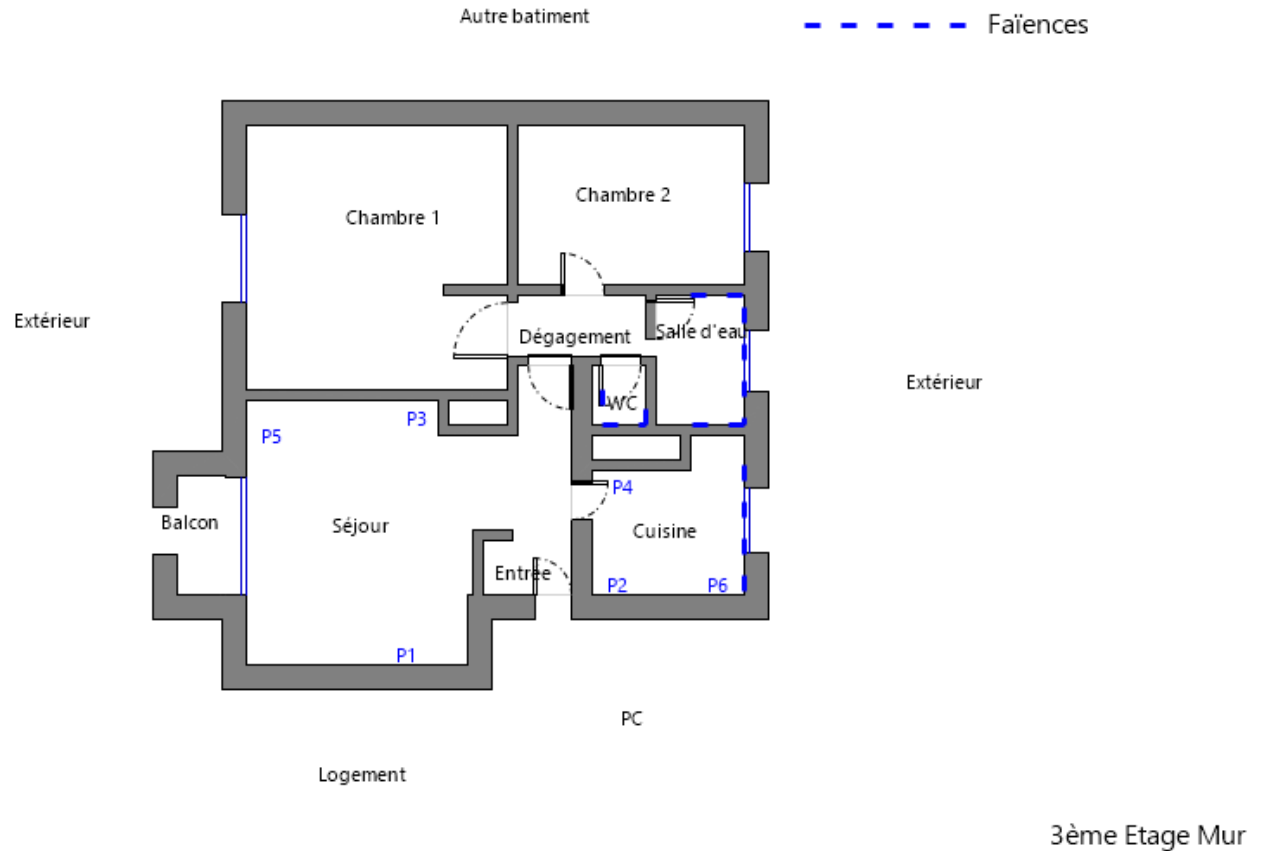 Autre batiment
Faïences
Chambre 2
Chambre 1
Extérieur
Dégagement
Salle d'eau
Extérieur
WC
P3
P5
P4
Balcon
Séjour
Cuisine
Entrée
P2
P6
P1
PC
Logement
3ème Etage Mur